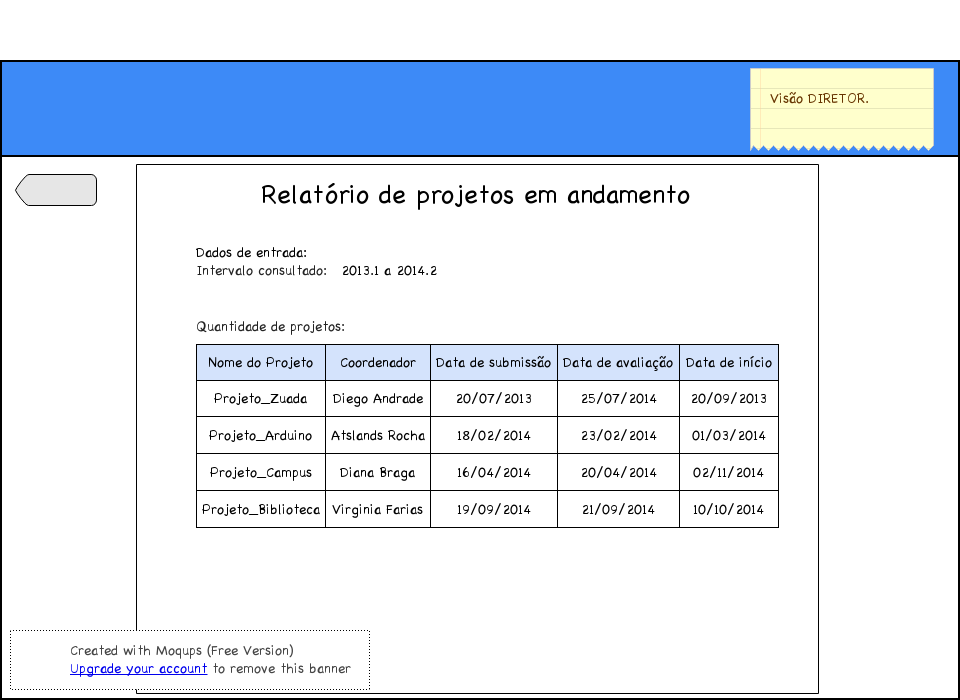 Visão DIRETOR.
Relatório de projetos em andamento
Dados de entrada:
Intervalo consultado: 2013.1 a 2014.2
Quantidade de projetos:
Nome do Projeto Coordenador Data de submissão Data de avaliação Data de início
Projeto_Zuada Diego Andrade 20/07/2013 25/07/2014 20/09/2013
Projeto_Arduino Atslands Rocha 18/02/2014 23/02/2014 01/03/2014
Projeto_Campus Diana Braga 16/04/2014 20/04/2014 02/11/2014
Projeto_Biblioteca Virginia Farias 19/09/2014 21/09/2014 10/10/2014
Created with Moqups (Free Version)
Upgrade your account to remove this banner